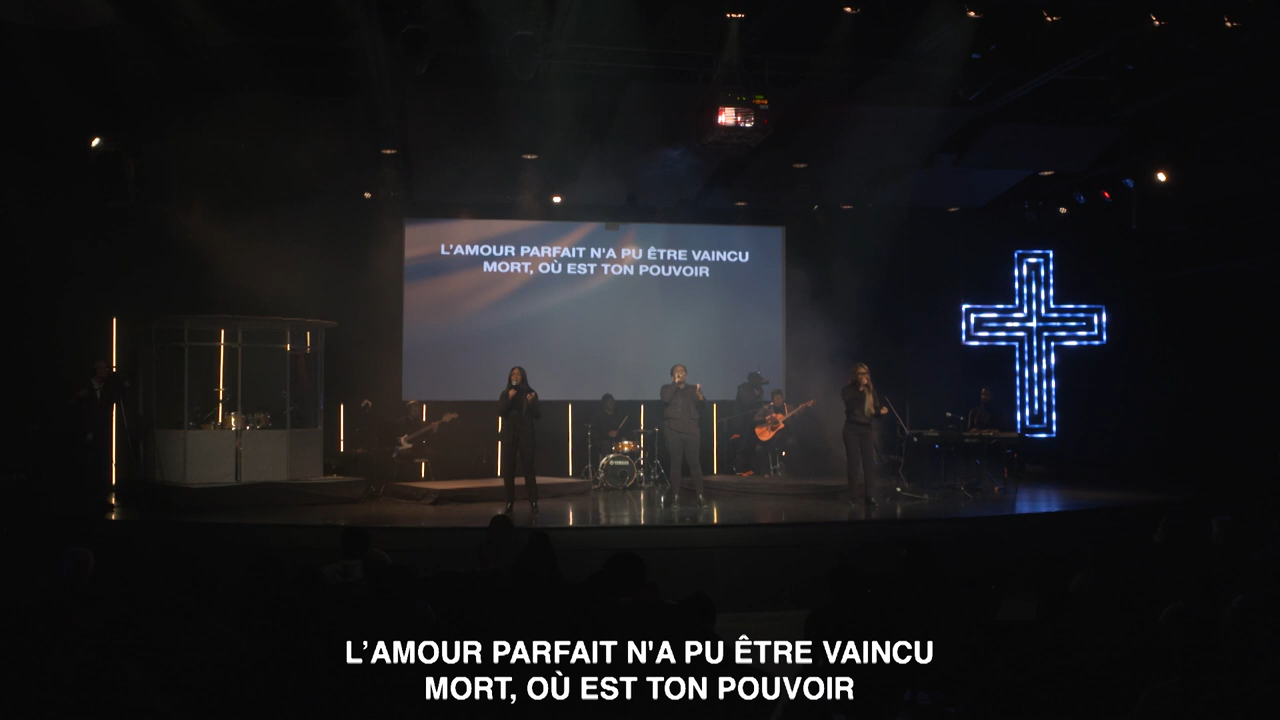 L'AMOUR PARFAIT N'A PU ÊTRE VAINCU
MORT, OÙ EST TON POUVOIR
YAMAHA
L’AMOUR PARFAIT N'A PU ÊTRE VAINCU
MORT, OÙ EST TON POUVOIR